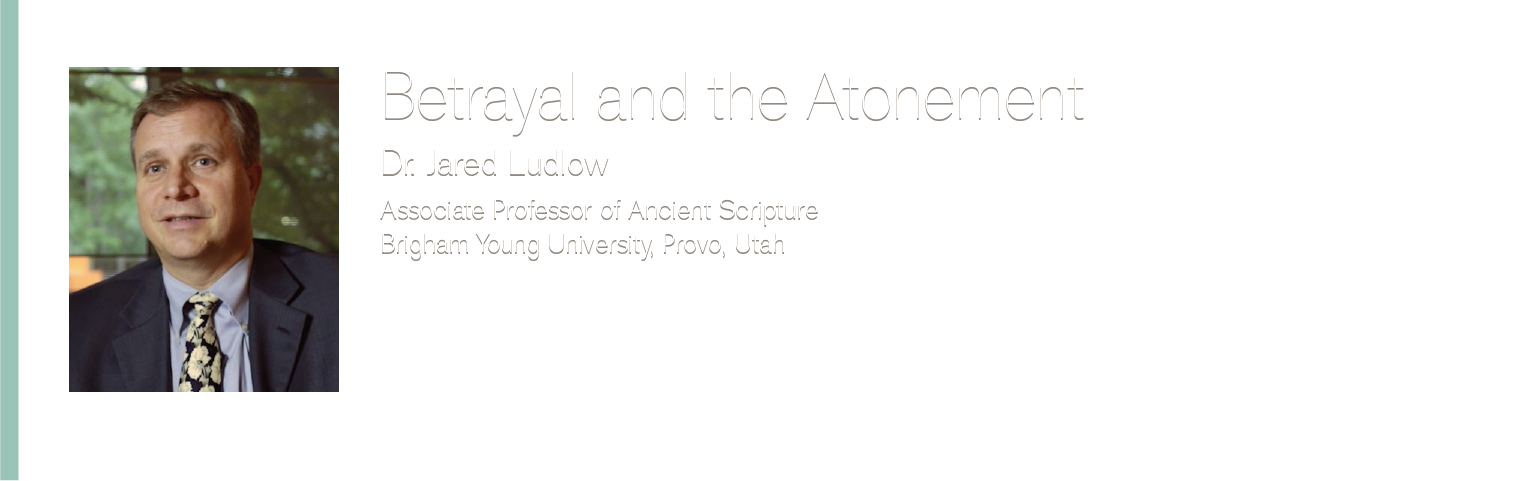 Betrayal and the Atonement
Dr. Jared Ludlow
Associate Professor of Ancient Scripture
Brigham Young University, Provo, Utah